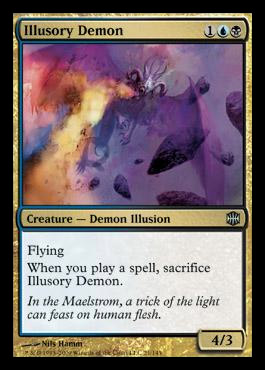 Illusory Demon 1
Creature — Demon Illusion
Flying
When you play a spell, sacrifice
Illusory Demon.
In the Maelstrom, a trick of the light
can feast on human flesh.
Nils Hamm
4/3